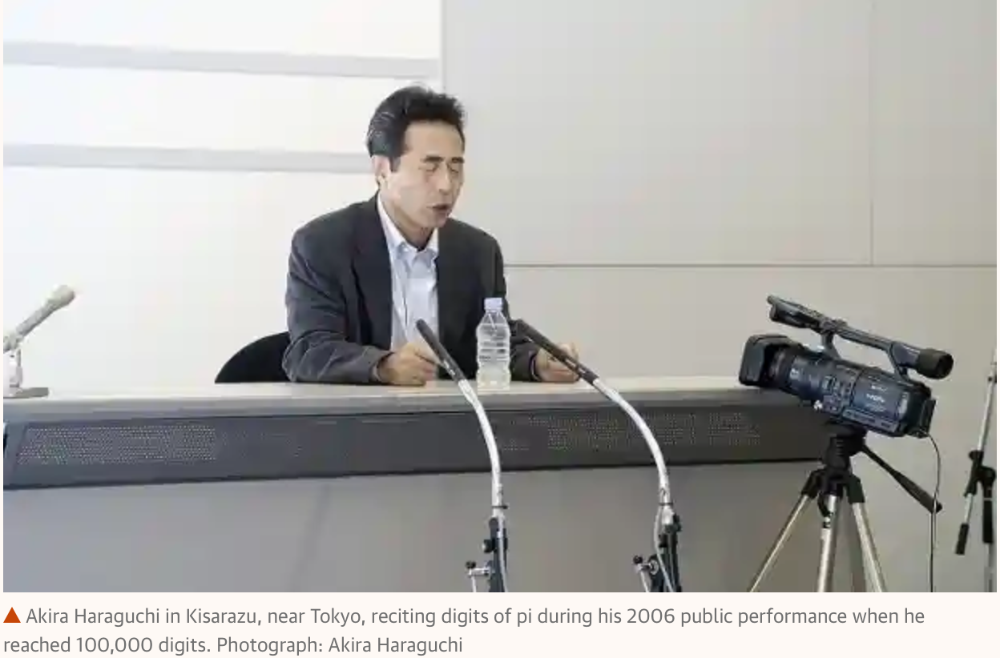 Akira Haraguchi in Kisarazu, near Tokyo, reciting digits of pi during his 2006 public performance when he
reached 100,000 digits. Photograph: Akira Haraguchi